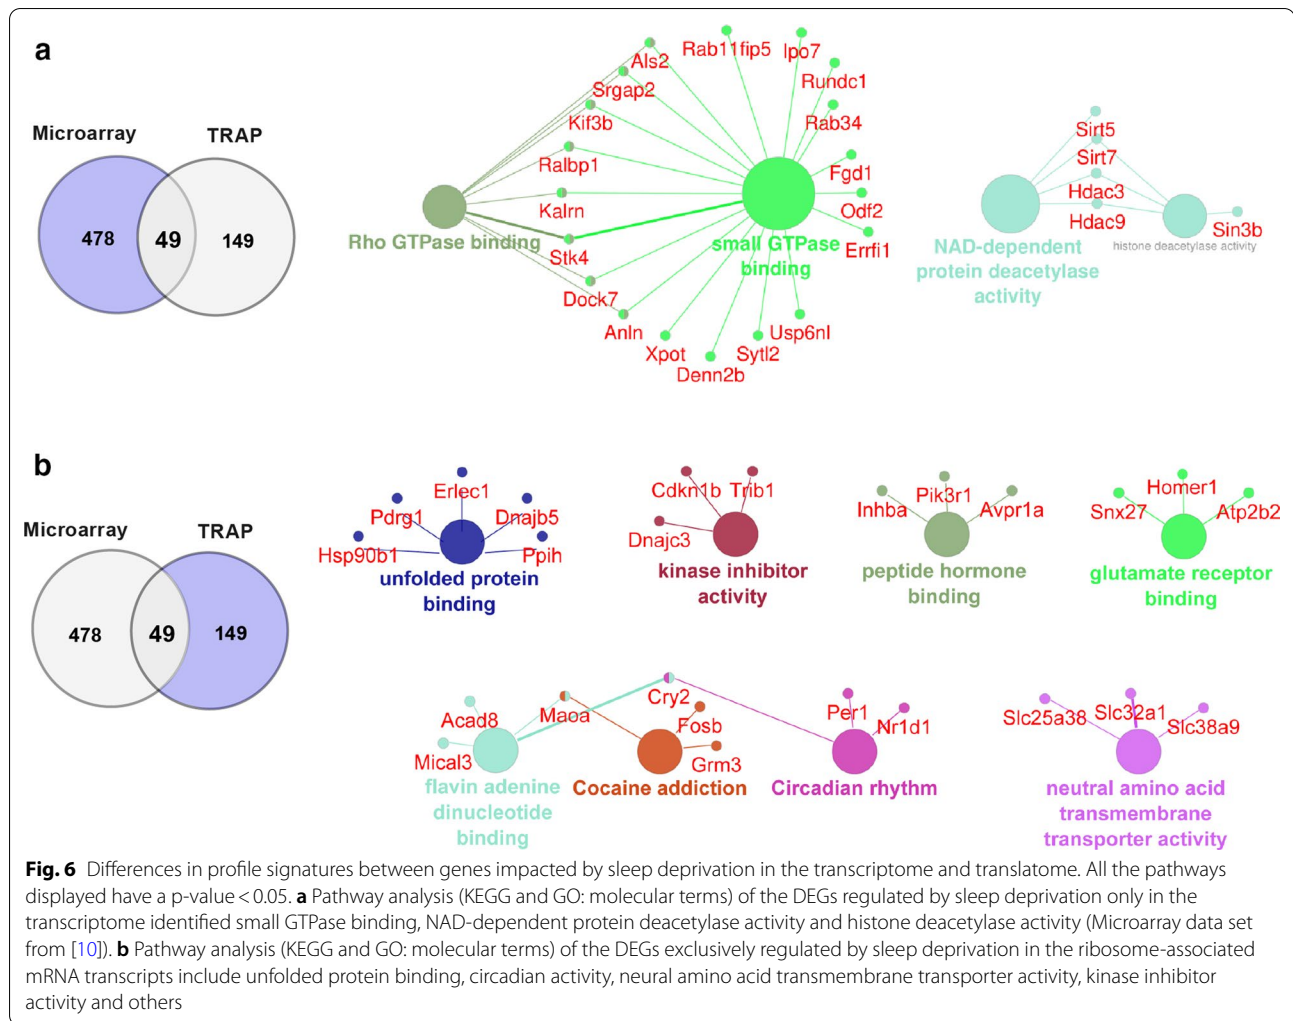 a
Microarray
TRAP
478
49
149
Als2
Rab11fip5
Ipo7
Srgap2
Rundc1
Kif3b
Rab34
Ralbp1
Fgd1
Kalrn
Odf2
Rho GTPase binding
small GTPase
binding
Errfi1
Stk4
Dock7
Anln
Usp6nl
Xpot
Sytl2
Denn2b
Sirt5
Sirt7
Hdac3
Hdac9
Sin3b
NAD-dependent
protein deacetylase
activity
histone deacetylase activity
b
Microarray
TRAP
478
49
149
Erlec1
Pdrg1
Dnajb5
Hsp90b1
Ppih
unfolded protein
binding
Cdkn1b
Trib1
Dnajc3
kinase inhibitor
activity
Inhba
Pik3r1
Avpr1a
peptide hormone
binding
Snx27
Homer1
Atp2b2
glutamate receptor
binding
Acad8
Maoa
Cry2
Mical3
flavin adenine
dinucleotide
binding
Fosb
Grm3
Cocaine addiction
Per1
Nr1d1
Circadian rhythm
Slc25a38
Slc32a1
Slc38a9
neutral amino acid
transmembrane
transporter activity
Fig. 6 Differences in profile signatures between genes impacted by sleep deprivation in the transcriptome and translatome. All the pathways
displayed have a p-value < 0.05. a Pathway analysis (KEGG and GO: molecular terms) of the DEGs regulated by sleep deprivation only in the
transcriptome identified small GTPase binding, NAD-dependent protein deacetylase activity and histone deacetylase activity (Microarray data set
from [10]). b Pathway analysis (KEGG and GO: molecular terms) of the DEGs exclusively regulated by sleep deprivation in the ribosome-associated
mRNA transcripts include unfolded protein binding, circadian activity, neural amino acid transmembrane transporter activity, kinase inhibitor
activity and others